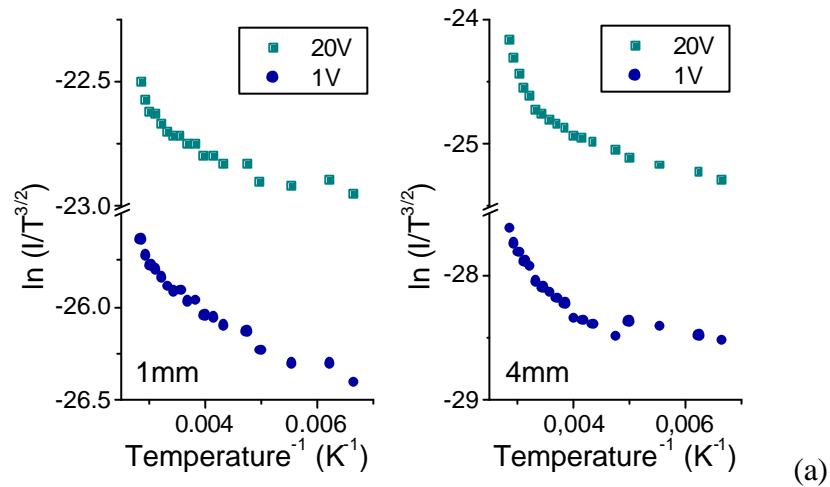 20V
1V
-22.5
-23.0
-26.0
-26.5
ln (I/T^3/2)
1mm
0.004
0.006
Temperature^-1 (K^-1)
20V
1V
-24
-25
-28
-29
ln (I/T^3/2)
4mm
0,004
0,006
Temperature^-1 (K^-1)
(a)